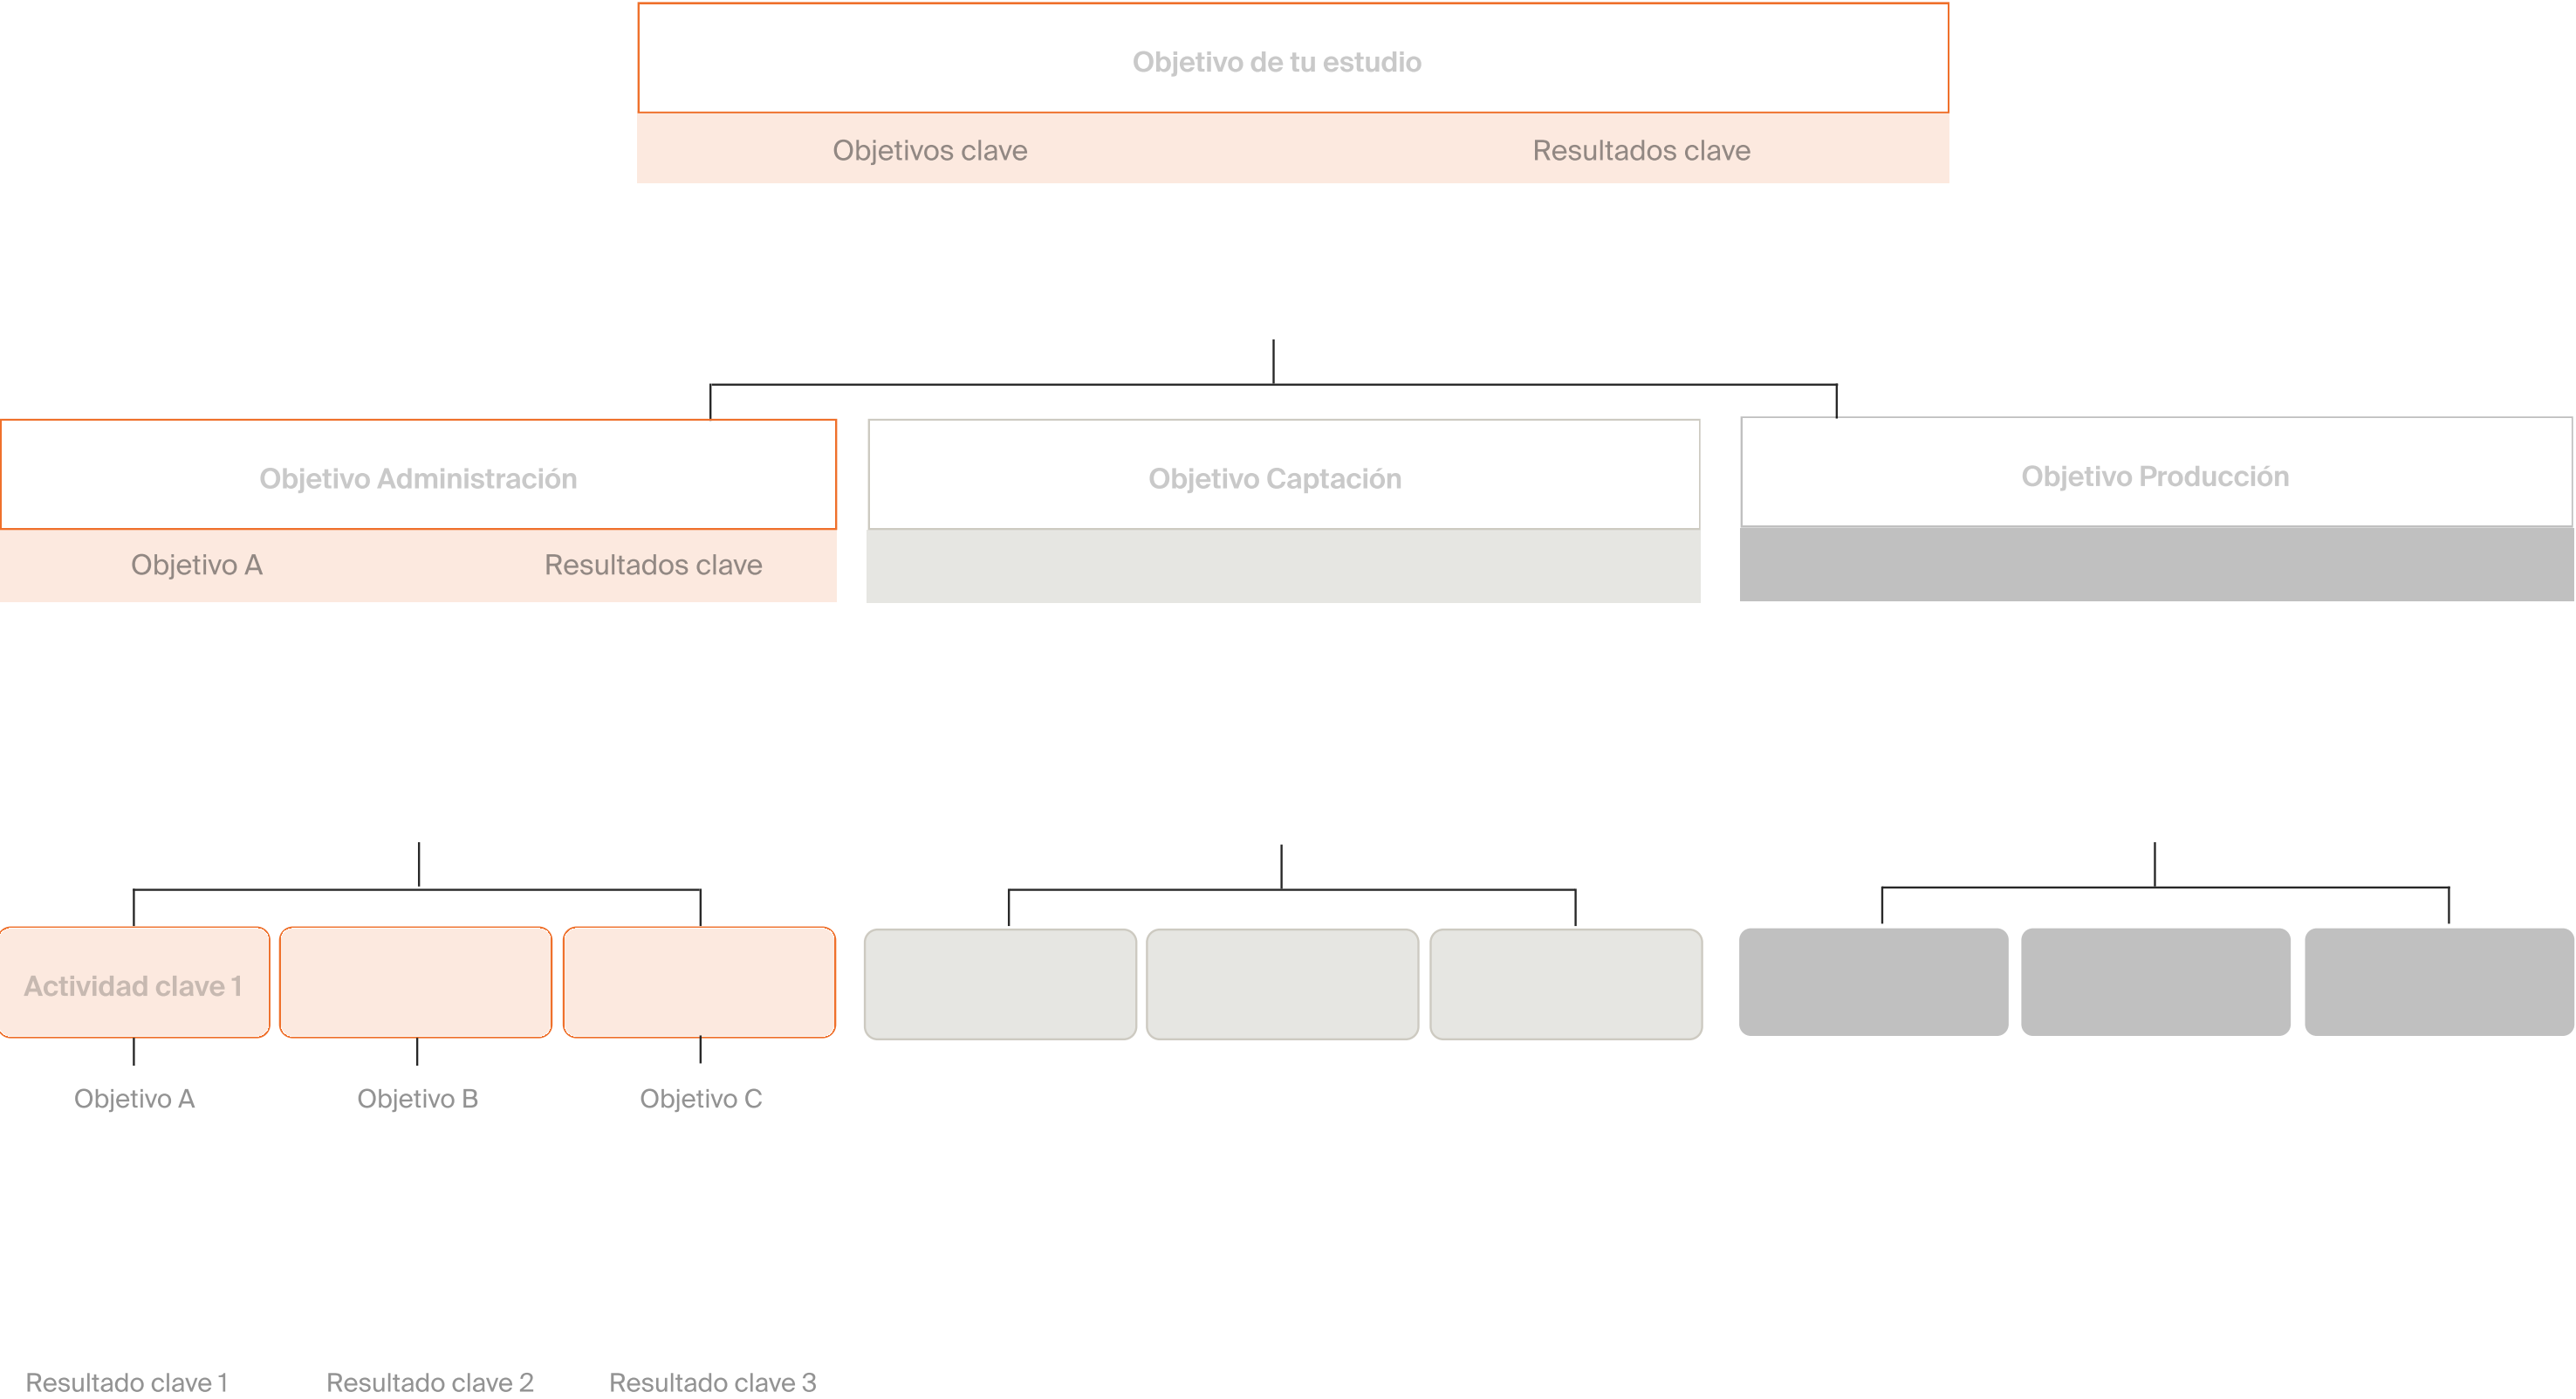 Objetivo de tu estudio
Objetivos clave
Resultados clave
Objetivo Administración
Objetivo Captación
Objetivo Producción
Objetivo A
Resultados clave
Actividad clave 1
Objetivo A
Objetivo B
Objetivo C
Resultado clave 1
Resultado clave 2
Resultado clave 3